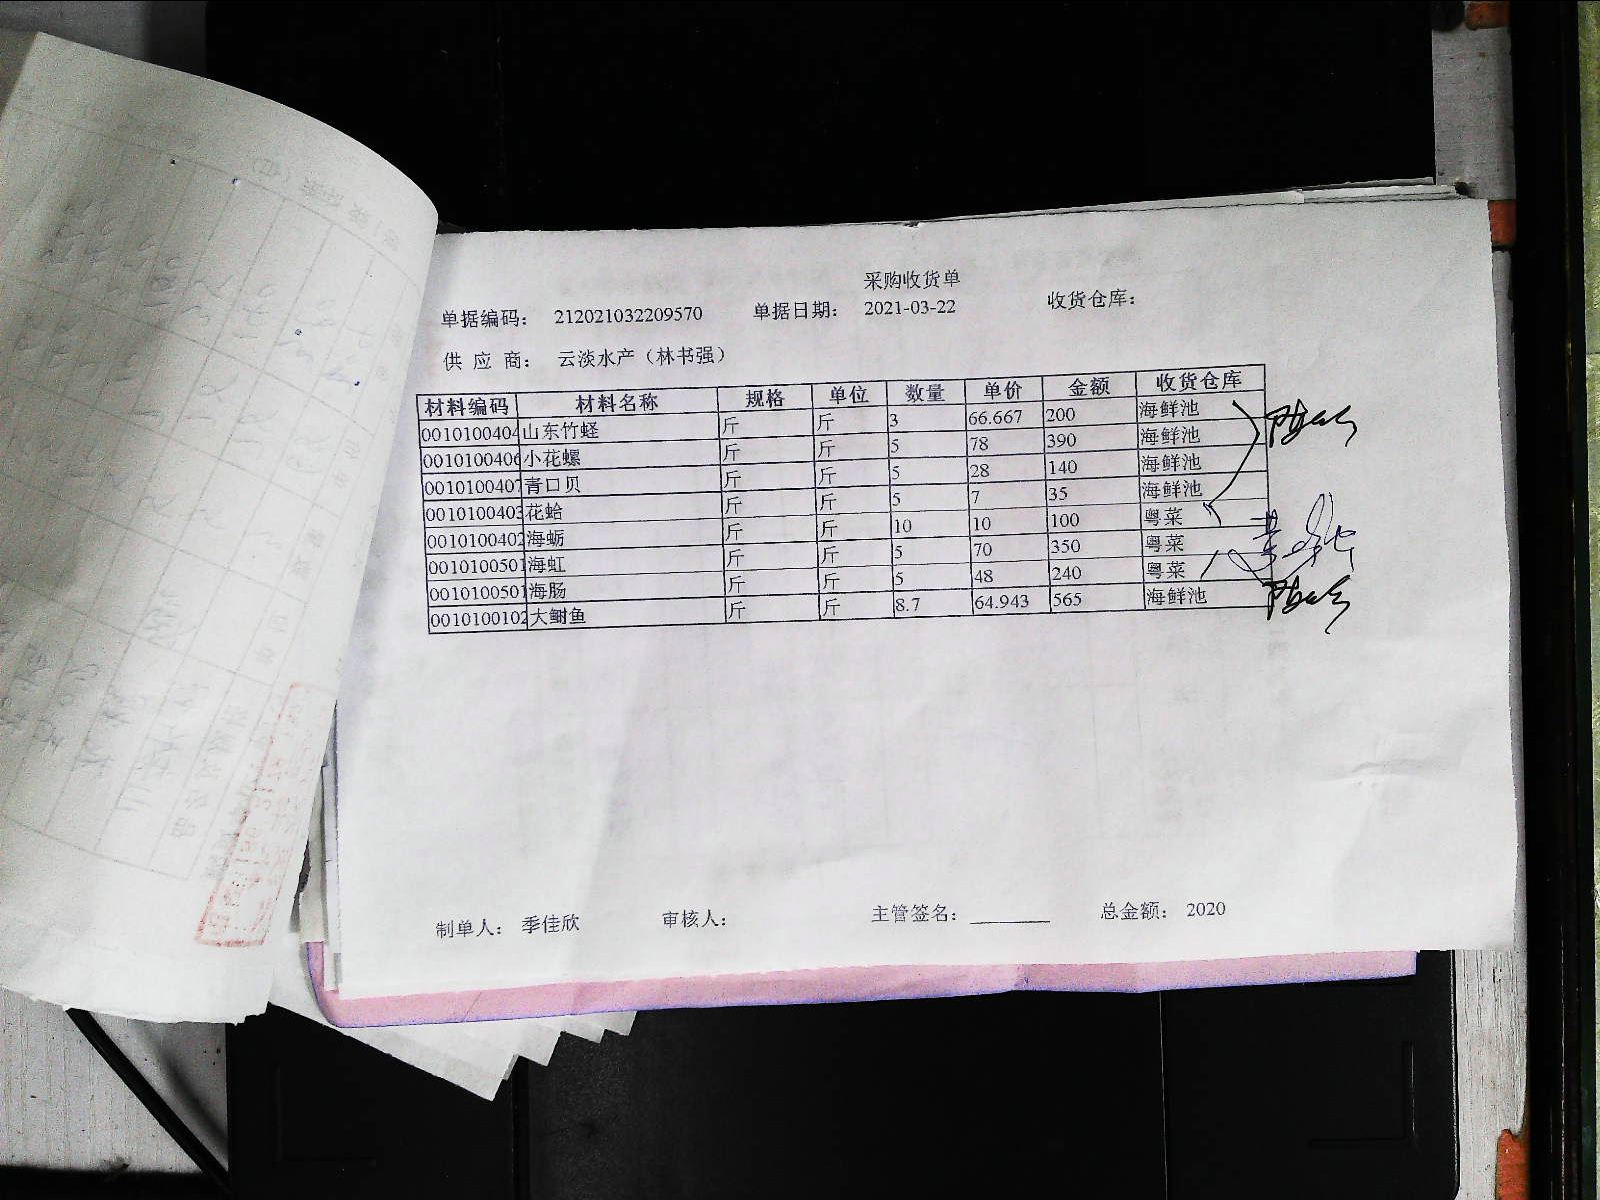 采购收货单
单据编码： 212021032209570 单据日期： 2021-03-22 收货仓库：
供 应 商： 云淡水产（林书强）
材料编码 材料名称 规格 单位 数量 单价 金额 收货仓库
0010100404 山东竹蛏 斤 斤 3 66.667 200 海鲜池
0010100406 小花螺 斤 斤 5 78 390 海鲜池
0010100407 青口贝 斤 斤 5 28 140 海鲜池
0010100403 花蛤 斤 斤 5 7 35 海鲜池
0010100402 海蛎 斤 斤 10 10 100 粤菜
0010100501 海虹 斤 斤 5 70 350 粤菜
0010100501 海肠 斤 斤 5 48 240 粤菜
0010100102 大鲥鱼 斤 斤 8.7 64.943 565 海鲜池
制单人： 季佳欣 审核人： 主管签名： 总金额： 2020